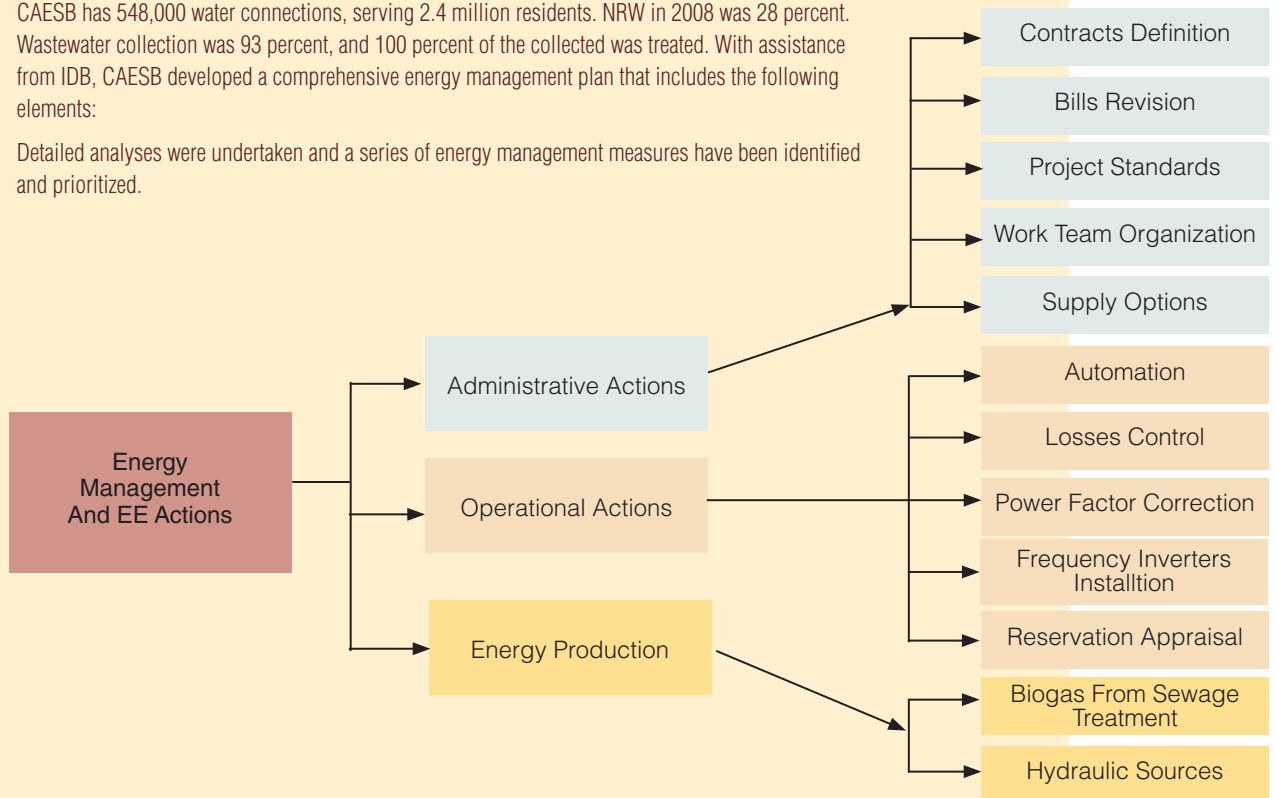 CAESB has 548,000 water connections, serving 2.4 million residents. NRW in 2008 was 28 percent.
Wastewater collection was 93 percent, and 100 percent of the collected was treated. With assistance
from IDB, CAESB developed a comprehensive energy management plan that includes the following
elements:
Detailed analyses were undertaken and a series of energy management measures have been identified
and prioritized.
Energy
Management
And EE Actions
Administrative Actions
Operational Actions
Energy Production
Contracts Definition
Bills Revision
Project Standards
Work Team Organization
Supply Options
Automation
Losses Control
Power Factor Correction
Frequency Inverters
Installtion
Reservation Appraisal
Biogas From Sewage
Treatment
Hydraulic Sources